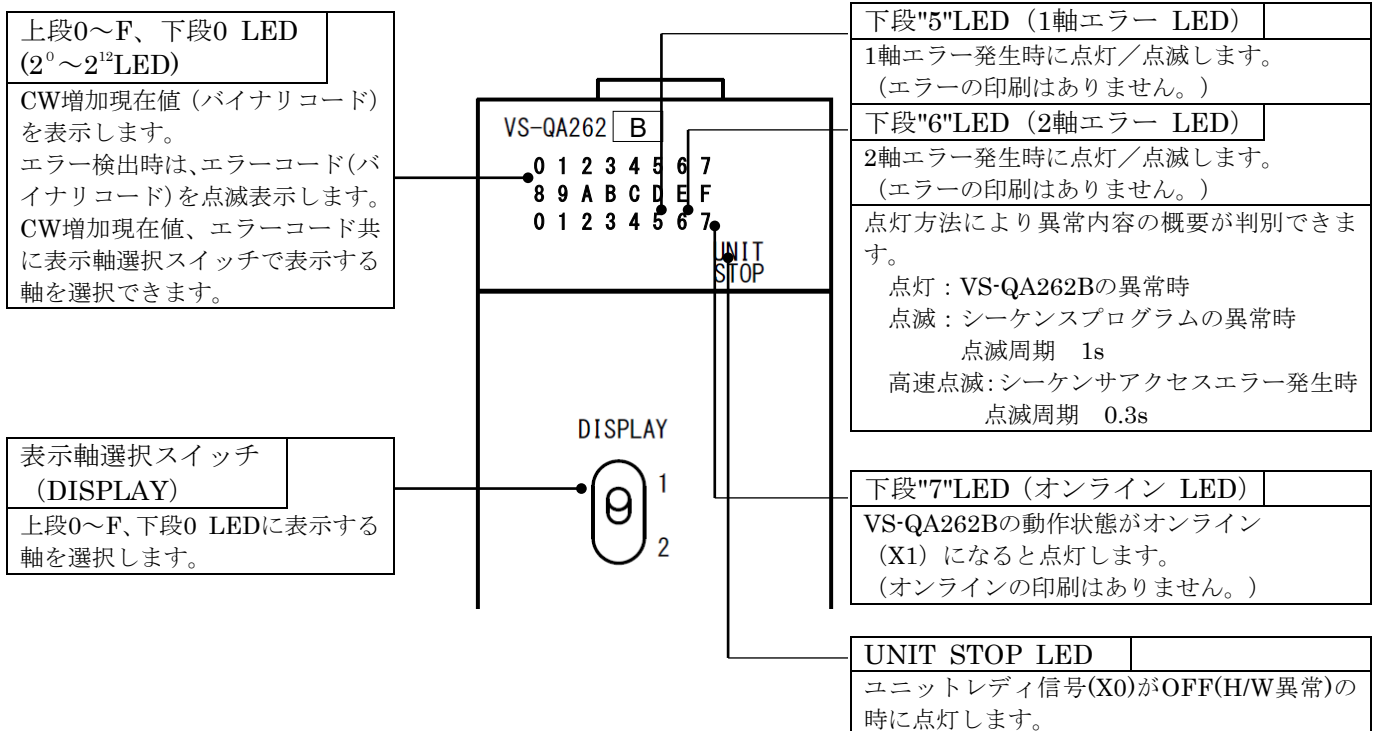 上段0～F、下段0 LED
(2⁰～2¹²LED)
CW増加現在値（バイナリコード）
を表示します。
エラー検出時は、エラーコード(バ
イナリコード)を点滅表示します。
CW増加現在値、エラーコード共
に表示軸選択スイッチで表示する
軸を選択できます。
表示軸選択スイッチ
（DISPLAY）
上段0～F、下段0 LEDに表示する
軸を選択します。
VS-QA262 B
0 1 2 3 4 5 6 7
8 9 A B C D E F
0 1 2 3 4 5 6 7
UNIT
STOP
DISPLAY
1
2
下段"5"LED（1軸エラー LED）
1軸エラー発生時に点灯／点滅します。
（エラーの印刷はありません。）
下段"6"LED（2軸エラー LED）
2軸エラー発生時に点灯／点滅します。
（エラーの印刷はありません。）
点灯方法により異常内容の概要が判別できま
す。
点灯：VS-QA262Bの異常時
点滅：シーケンスプログラムの異常時
点滅周期　1s
高速点滅：シーケンサアクセスエラー発生時
点滅周期　0.3s
下段"7"LED（オンライン LED）
VS-QA262Bの動作状態がオンライン
（X1）になると点灯します。
（オンラインの印刷はありません。）
UNIT STOP LED
ユニットレディ信号(X0)がOFF(H/W異常)の
時に点灯します。